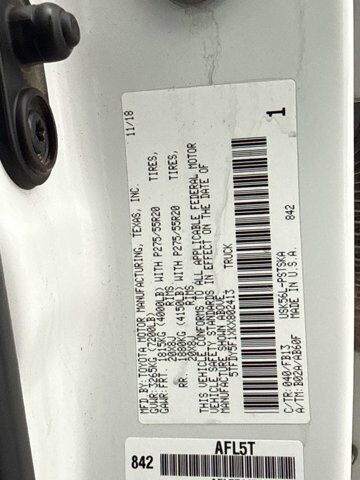 MFD.BY:TOYOTA MOTOR MANUFACTURING, TEXAS, INC. 11/18
GVWR:3265KG(7200LB)
GAWR:FRT. 1815KG(4000LB) WITH P275/55R20 TIRES,
20X8J RIMS
RR. 1880KG(4150LB) WITH P275/55R20 TIRES,
20X8J RIMS
THIS VEHICLE CONFORMS TO ALL APPLICABLE FEDERAL MOTOR
VEHICLE SAFETY STANDARDS IN EFFECT ON THE DATE OF
MANUFACTURE SHOWN ABOVE.
5TFDY5F1XKX802413 TRUCK
1
842
C/TR:040/FB13 USK56L-PSTSKA
A/TM:B02A/AB60F MADE IN U.S.A.
842 AFL5T